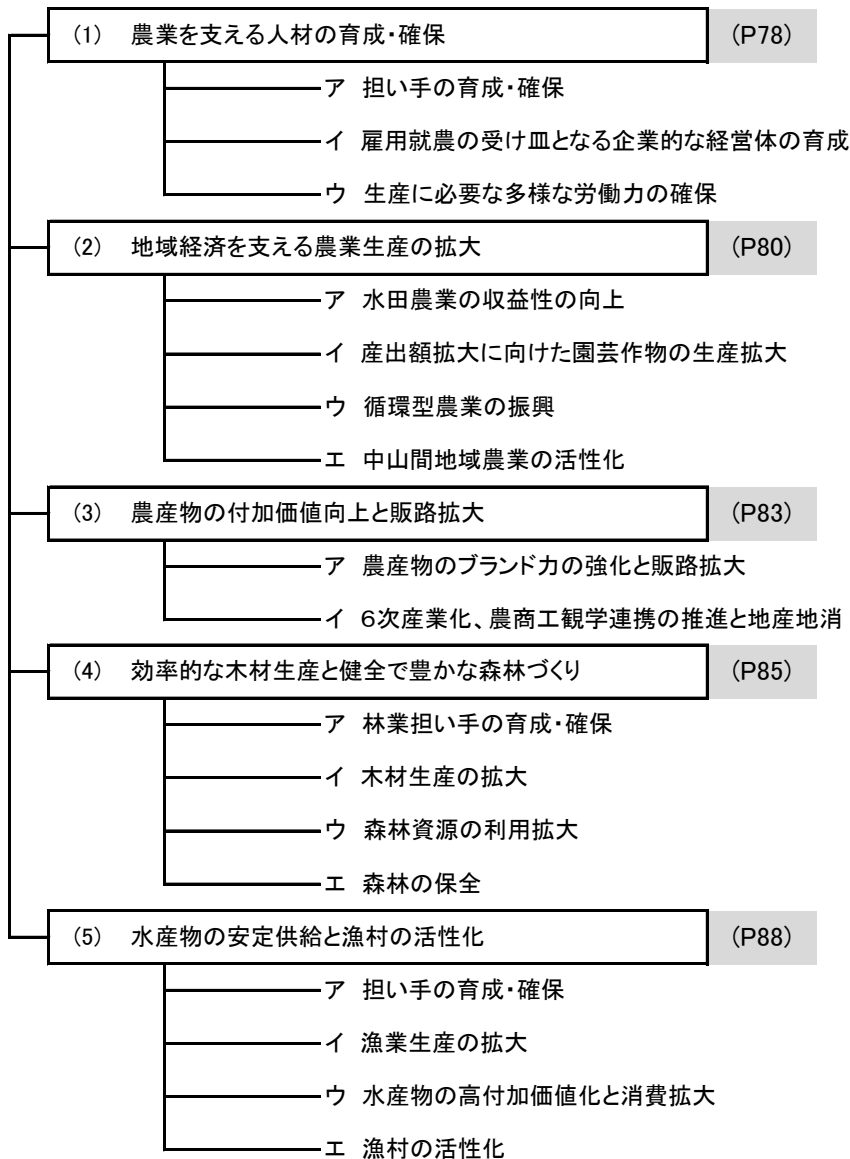 (1) 農業を支える人材の育成・確保 (P78)
ア 担い手の育成・確保
イ 雇用就農の受け皿となる企業的な経営体の育成
ウ 生産に必要な多様な労働力の確保
(2) 地域経済を支える農業生産の拡大 (P80)
ア 水田農業の収益性の向上
イ 産出額拡大に向けた園芸作物の生産拡大
ウ 循環型農業の振興
エ 中山間地域農業の活性化
(3) 農産物の付加価値向上と販路拡大 (P83)
ア 農産物のブランド力の強化と販路拡大
イ 6次産業化、農商工観学連携の推進と地産地消
(4) 効率的な木材生産と健全で豊かな森林づくり (P85)
ア 林業担い手の育成・確保
イ 木材生産の拡大
ウ 森林資源の利用拡大
エ 森林の保全
(5) 水産物の安定供給と漁村の活性化 (P88)
ア 担い手の育成・確保
イ 漁業生産の拡大
ウ 水産物の高付加価値化と消費拡大
エ 漁村の活性化